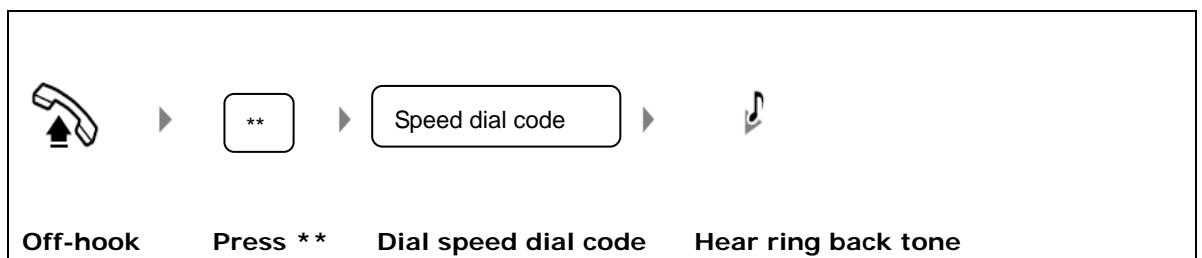 ** Speed dial code
Off-hook Press ** Dial speed dial code Hear ring back tone